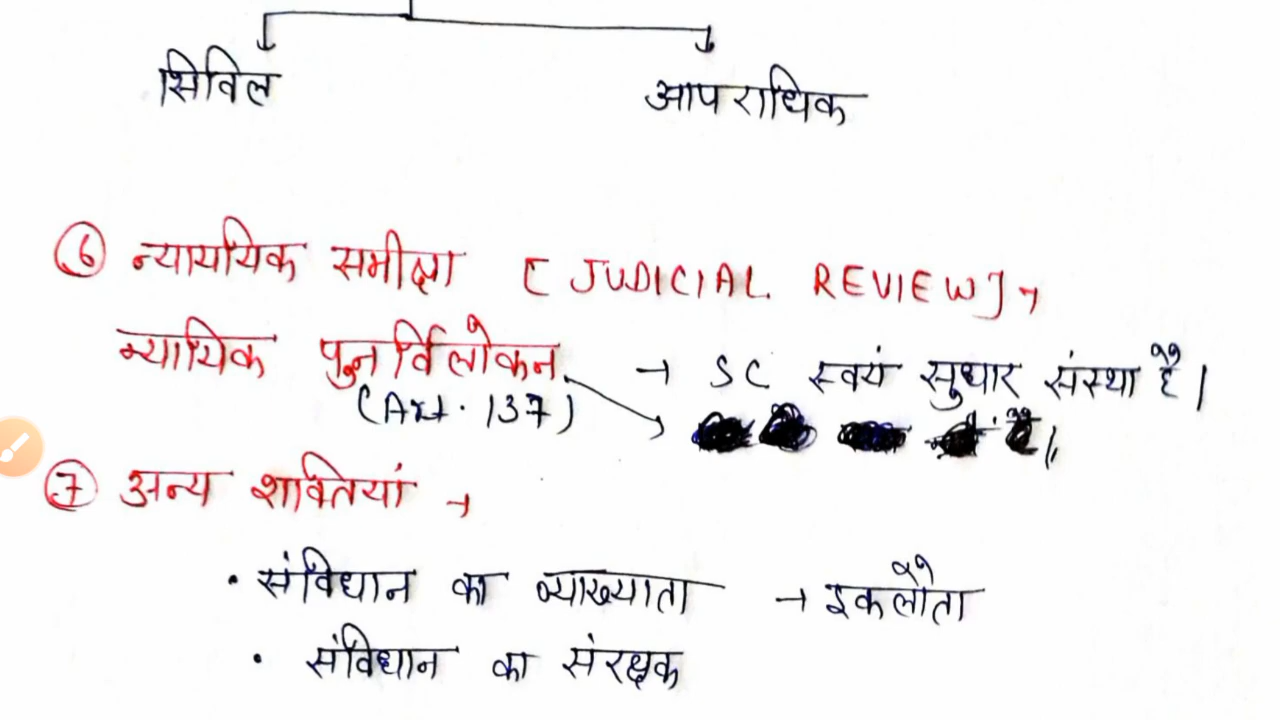 सिविल आपराधिक
⑥ न्यायियिक समीक्षा [JUDICIAL. REVIEW] →
न्यायिक पुनर्विलोकन → SC स्वयं सुधार संस्था है।
(Art. 137)
⑦ अन्य शक्तियां →
• संविधान का व्याख्याता → इकलौता
• संविधान का संरक्षक